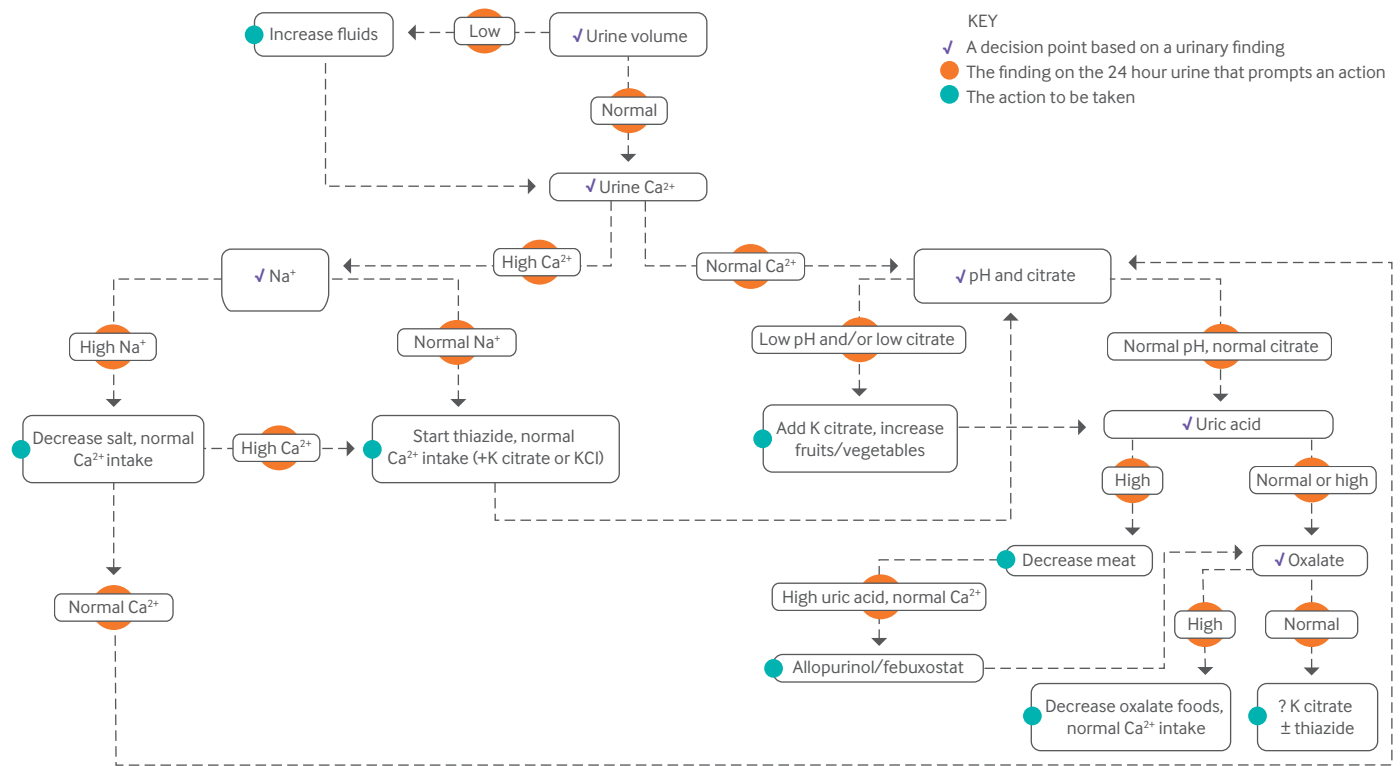 KEY
√ A decision point based on a urinary finding
The finding on the 24 hour urine that prompts an action
The action to be taken
Increase fluids
Low
√ Urine volume
Normal
√ Urine Ca²⁺
√ Na⁺
High Ca²⁺
Normal Ca²⁺
√ pH and citrate
High Na⁺
Normal Na⁺
Low pH and/or low citrate
Normal pH, normal citrate
Decrease salt, normal
Ca²⁺ intake
High Ca²⁺
Start thiazide, normal
Ca²⁺ intake (+K citrate or KCl)
Add K citrate, increase
fruits/vegetables
√ Uric acid
High
Normal or high
Decrease meat
√ Oxalate
Normal Ca²⁺
High uric acid, normal Ca²⁺
High
Normal
Allopurinol/febuxostat
Decrease oxalate foods,
normal Ca²⁺ intake
? K citrate
± thiazide